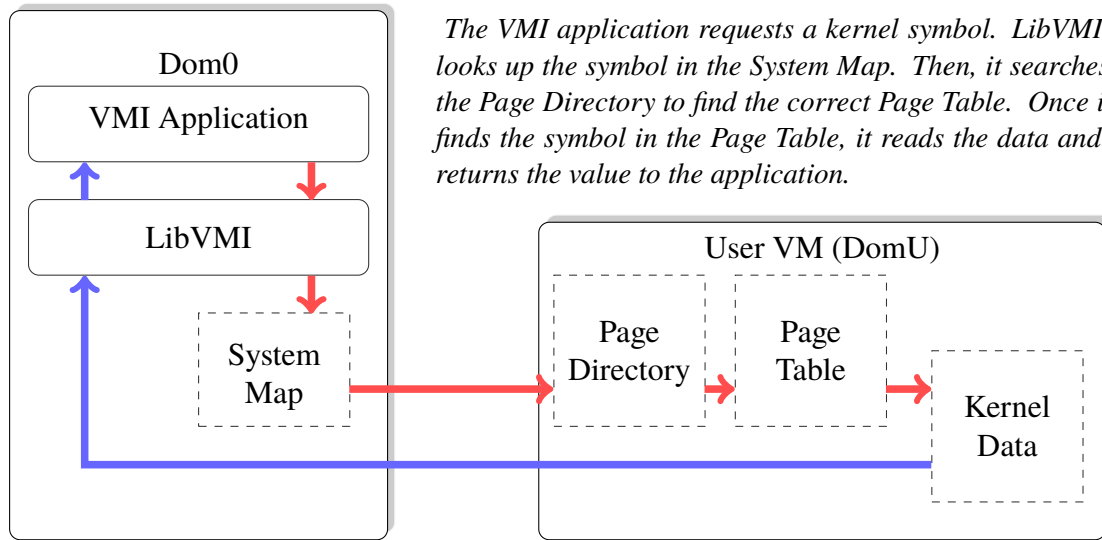 The VMI application requests a kernel symbol. LibVMI
looks up the symbol in the System Map. Then, it searches
the Page Directory to find the correct Page Table. Once i
finds the symbol in the Page Table, it reads the data and
returns the value to the application.
Dom0
VMI Application
LibVMI
System
Map
User VM (DomU)
Page
Directory
Page
Table
Kernel
Data